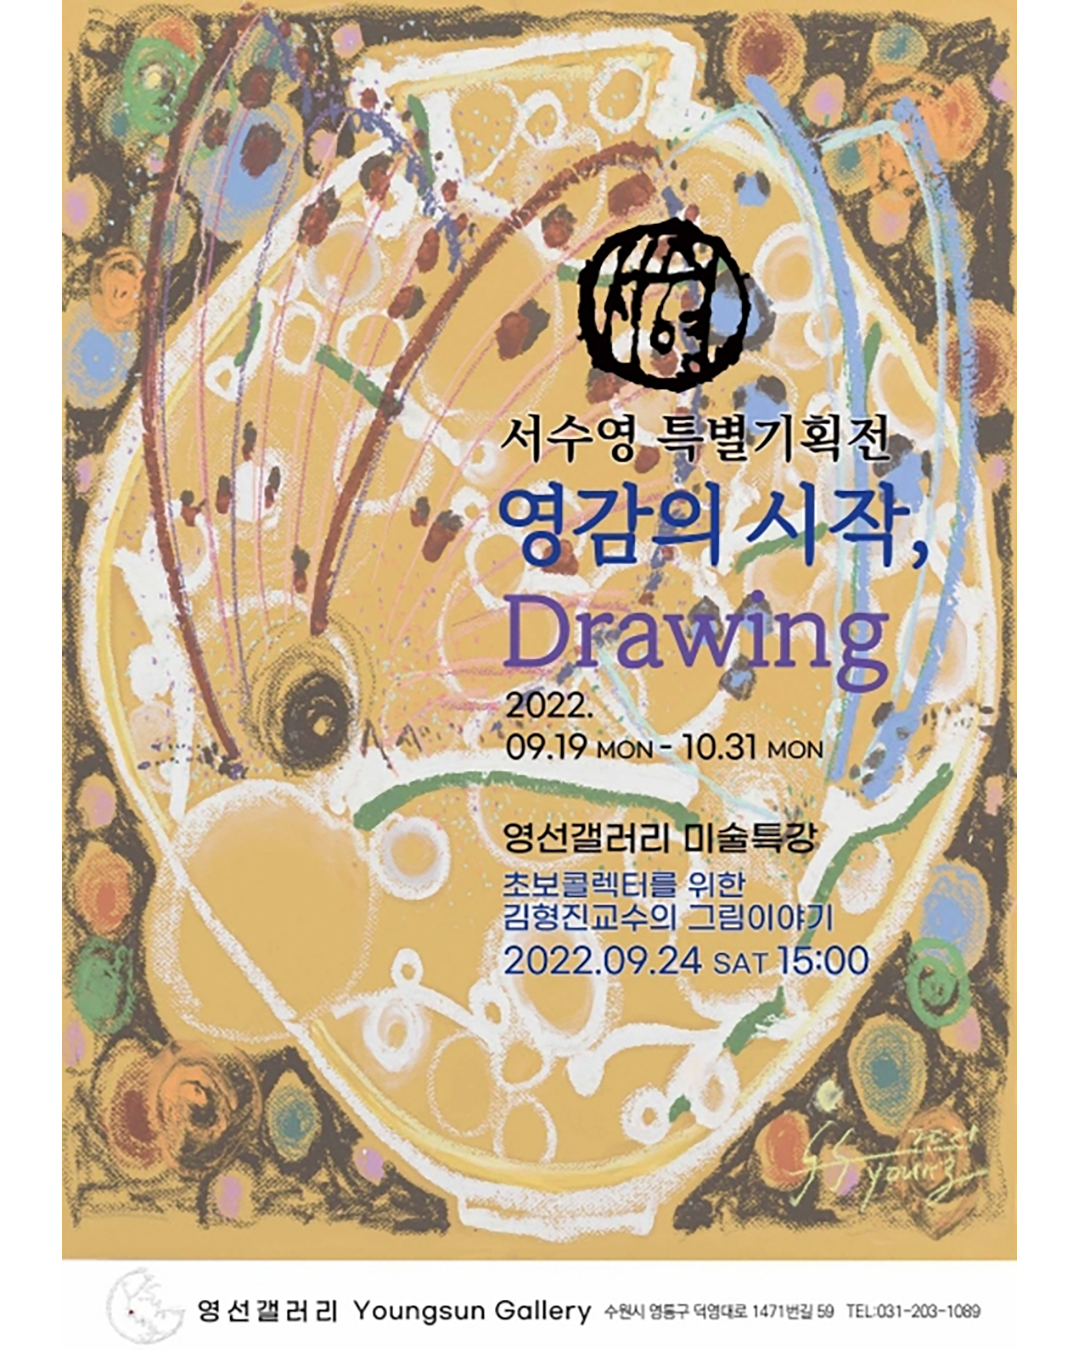 서수영 특별기획전
영감의 시작,
Drawing
2022.
09.19 MON - 10.31 MON
영선갤러리 미술특강
초보콜렉터를 위한
김형진교수의 그림이야기
2022.09.24 SAT 15:00
영선갤러리 Youngsun Gallery 수원시 영통구 덕영대로 1471번길 59 TEL:031-203-1089